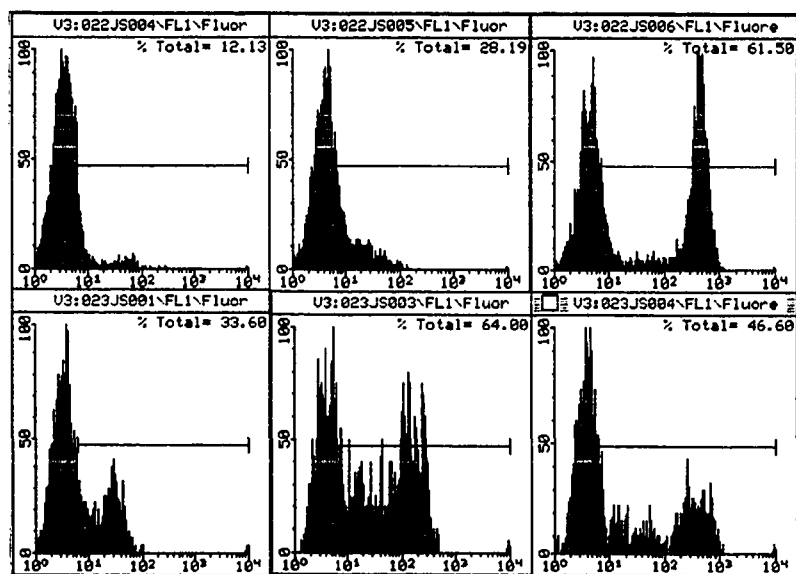 V3:022JS004\FL1\Fluor
% Total= 12.13
100
50
0
10⁰ 10¹ 10² 10³ 10⁴
V3:022JS005\FL1\Fluor
% Total= 28.19
100
50
0
10⁰ 10¹ 10² 10³ 10⁴
V3:022JS006\FL1\Fluore
% Total= 61.50
100
50
0
10⁰ 10¹ 10² 10³ 10⁴
V3:023JS001\FL1\Fluor
% Total= 33.60
100
50
0
10⁰ 10¹ 10² 10³ 10⁴
V3:023JS003\FL1\Fluor
% Total= 64.00
100
50
0
10⁰ 10¹ 10² 10³ 10⁴
V3:023JS004\FL1\Fluore
% Total= 46.60
100
50
0
10⁰ 10¹ 10² 10³ 10⁴